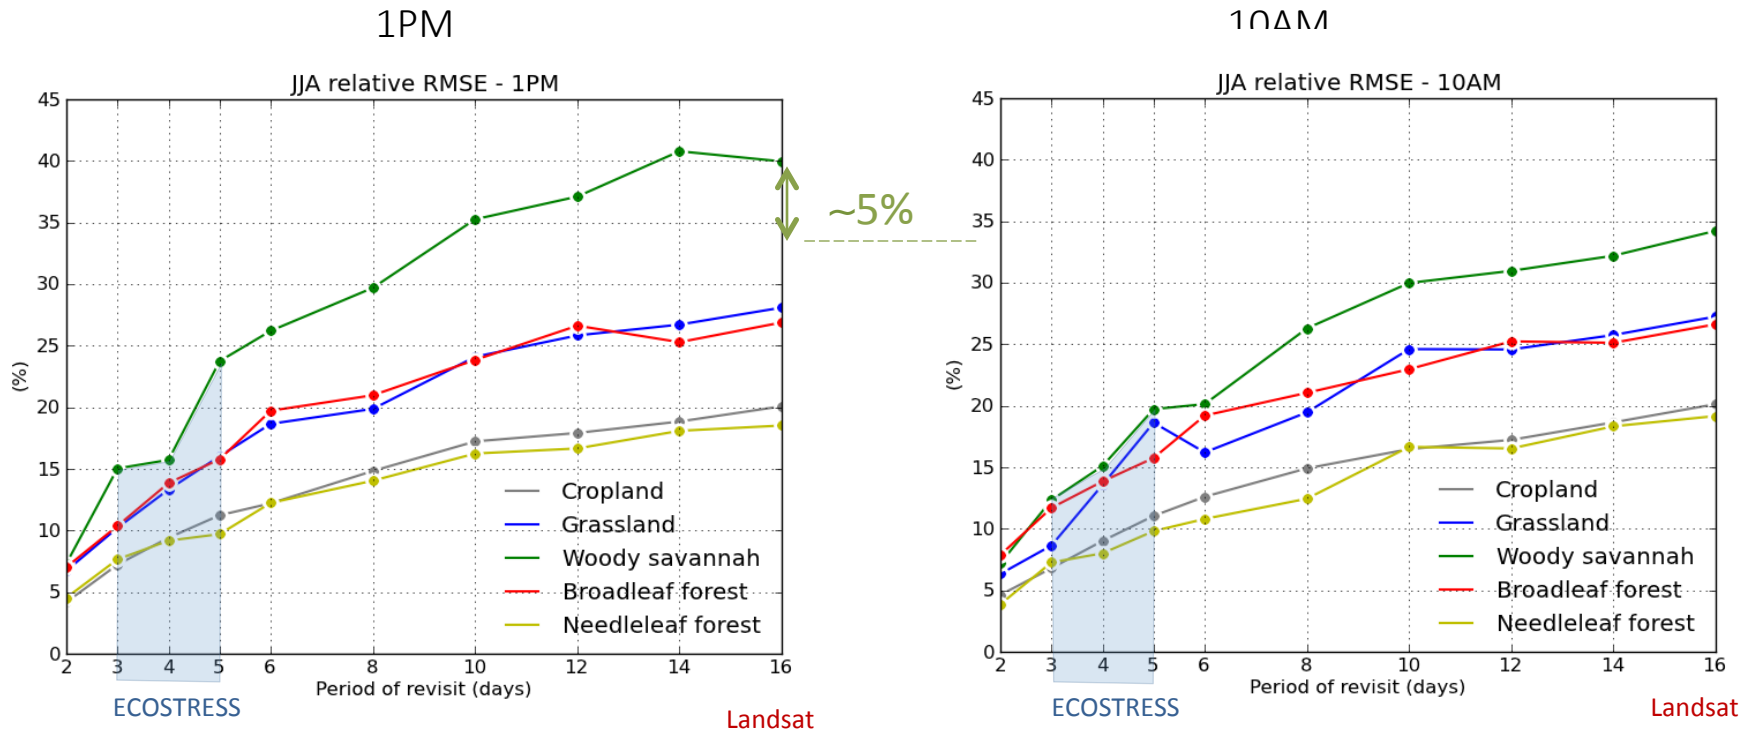 1PM
10AM
JJA relative RMSE - 1PM
45
40
35
30
25
20
15
10
5
0
(%)
2 3 4 5 6 8 10 12 14 16
Period of revisit (days)
Cropland
Grassland
Woody savannah
Broadleaf forest
Needleleaf forest
ECOSTRESS
Landsat
~5%
JJA relative RMSE - 10AM
45
40
35
30
25
20
15
10
5
0
(%)
2 3 4 5 6 8 10 12 14 16
Period of revisit (days)
Cropland
Grassland
Woody savannah
Broadleaf forest
Needleleaf forest
ECOSTRESS
Landsat